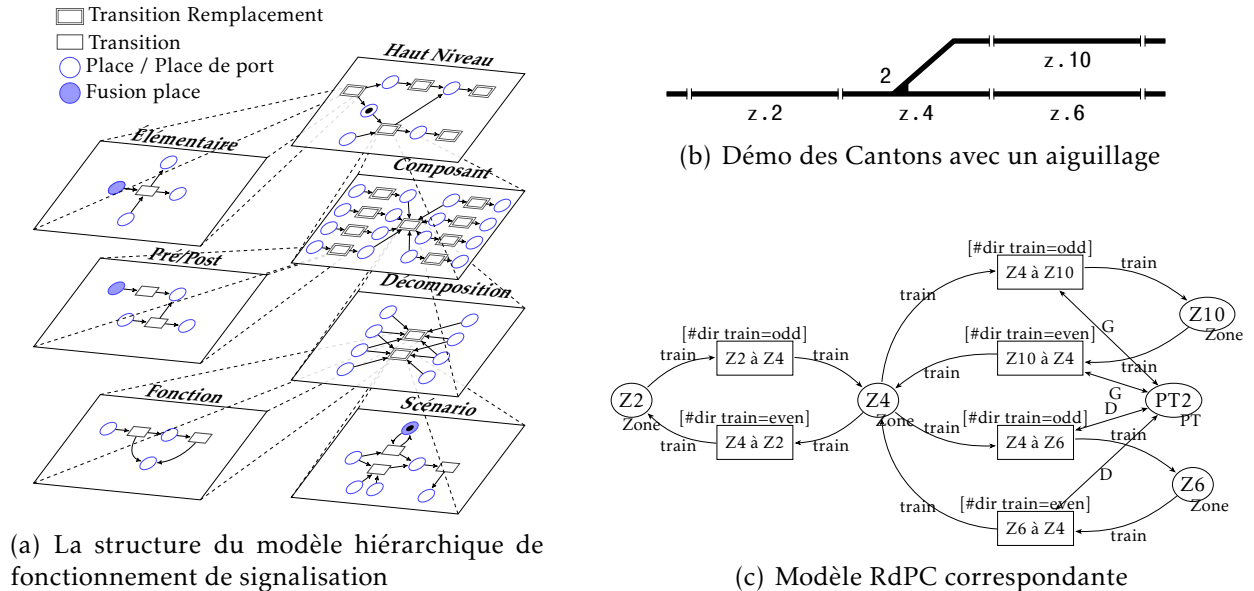 Transition Remplacement
Transition
Place / Place de port
Fusion place
Haut Niveau
Elémentaire
Composant
Pré/Post
Décomposition
Fonction
Scénario
(a) La structure du modèle hiérarchique de
fonctionnement de signalisation
2
z.10
z.2
z.4
z.6
(b) Démo des Cantons avec un aiguillage
[#dir train=odd]
Z4 à Z10
train
train
Z10
Zone
G
[#dir train=even]
Z10 à Z4
train
train
[#dir train=odd]
Z2 à Z4
train
train
Z2
Zone
Z4
Zone
G
D
PT2
PT
[#dir train=even]
Z4 à Z2
train
train
[#dir train=odd]
Z4 à Z6
train
train
D
Z6
Zone
[#dir train=even]
Z6 à Z4
train
train
(c) Modèle RdPC correspondante